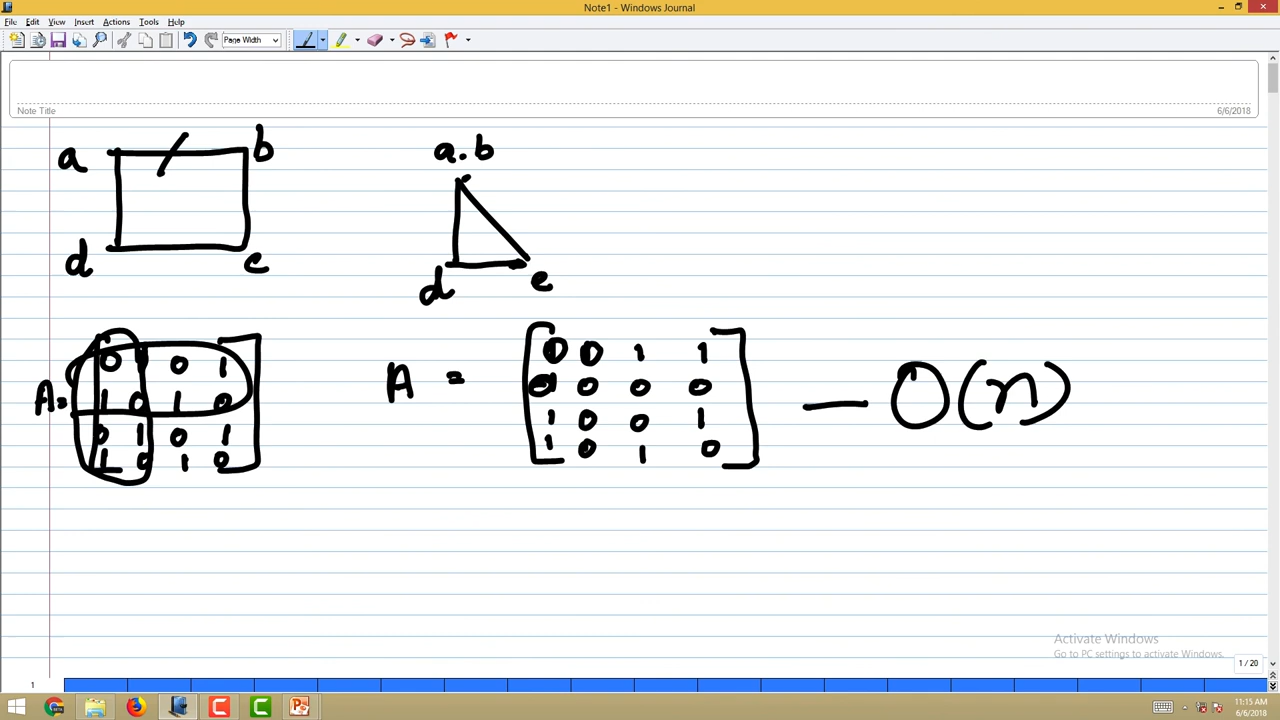 Note1 - Windows Journal
File Edit View Insert Actions Tools Help
Page Width
Note Title
6/6/2018
a b
d c
a.b
d c
A=
0 1 0 1
1 0 1 0
0 1 0 1
1 0 1 0
A =
0 0 1 1
0 0 0 0
1 0 0 1
1 0 1 0
— O(n)
Activate Windows
Go to PC settings to activate Windows.
1 / 20
1
11:15 AM
6/6/2018